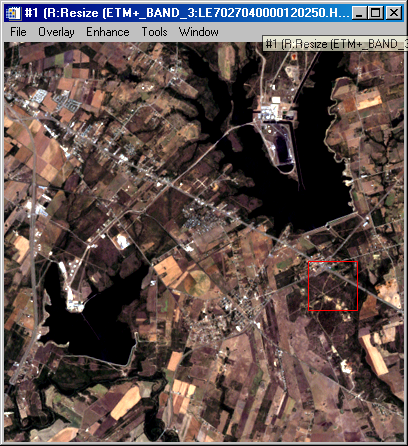 #1 (R:Resize (ETM+_BAND_3:LE7027040000120250.H...
File Overlay Enhance Tools Window
#1 (R:Resize (ETM+_BAND_3